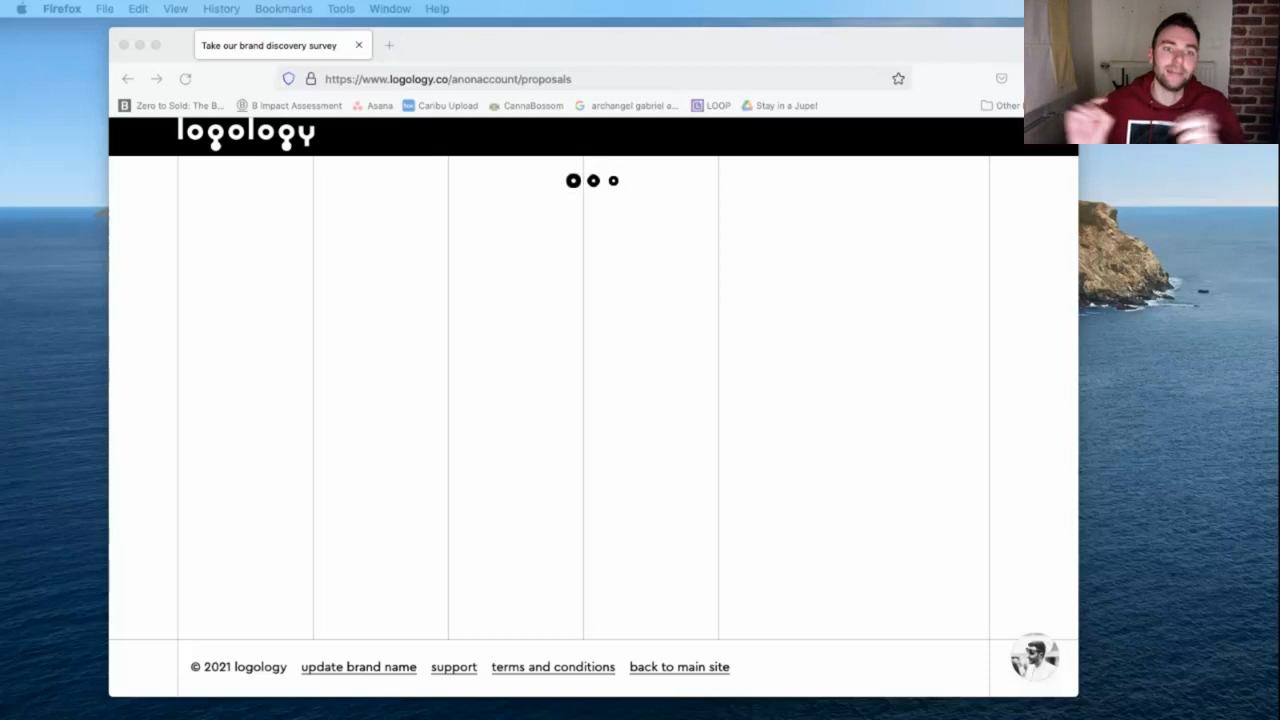 Firefox File Edit View History Bookmarks Tools Window Help
Take our brand discovery survey
https://www.logology.co/anonaccount/proposals
Zero to Sold: The B... B Impact Assessment Asana Caribu Upload CannaBossom archangel gabriel a... LOOP Stay in a Jupe! Other
logology
© 2021 logology update brand name support terms and conditions back to main site